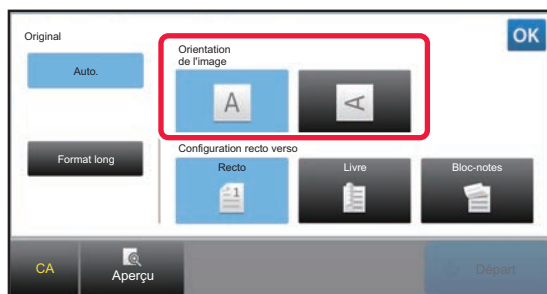 Original
OK
Orientation
de l'image
Auto.
A
A
Format long
Configuration recto verso
Recto
Livre
Bloc-notes
1
CA
Aperçu
Départ